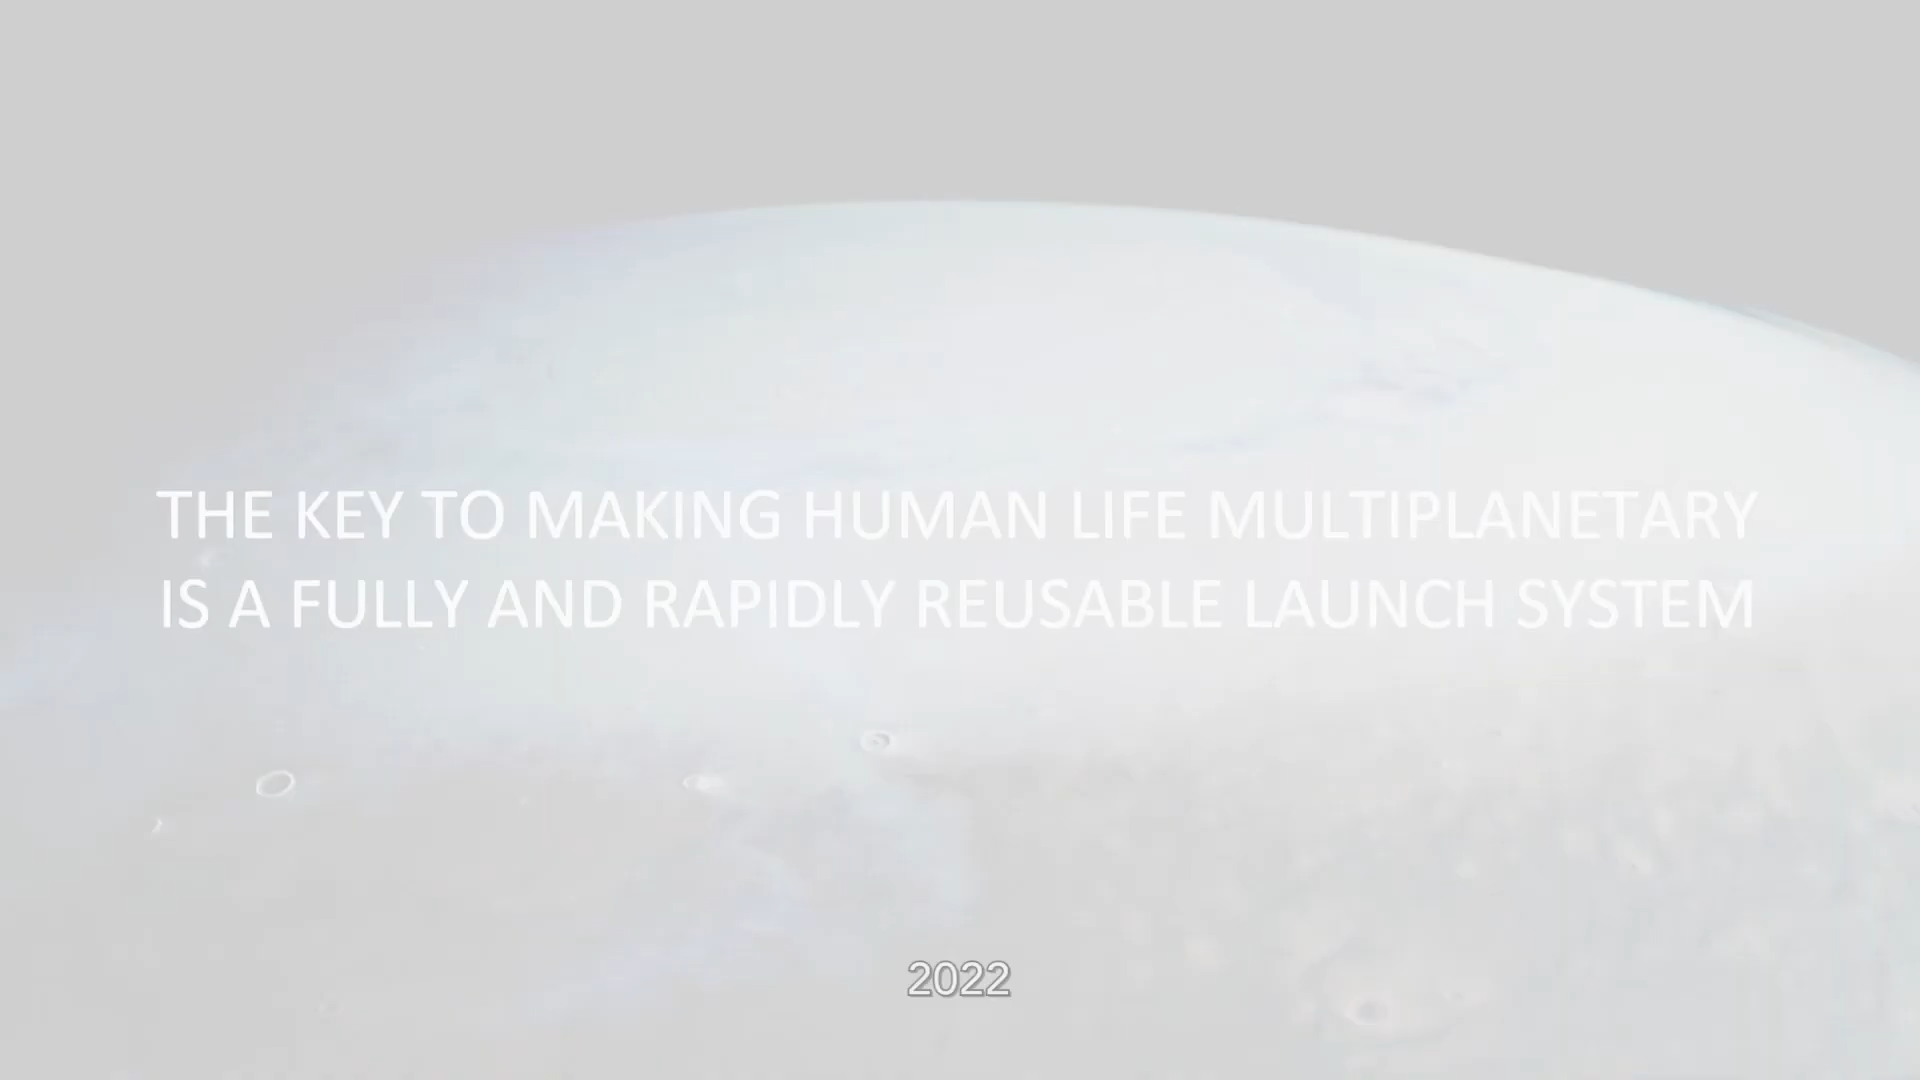 THE KEY TO MAKING HUMAN LIFE MULTIPLANETARY
IS A FULLY AND RAPIDLY REUSABLE LAUNCH SYSTEM
2022